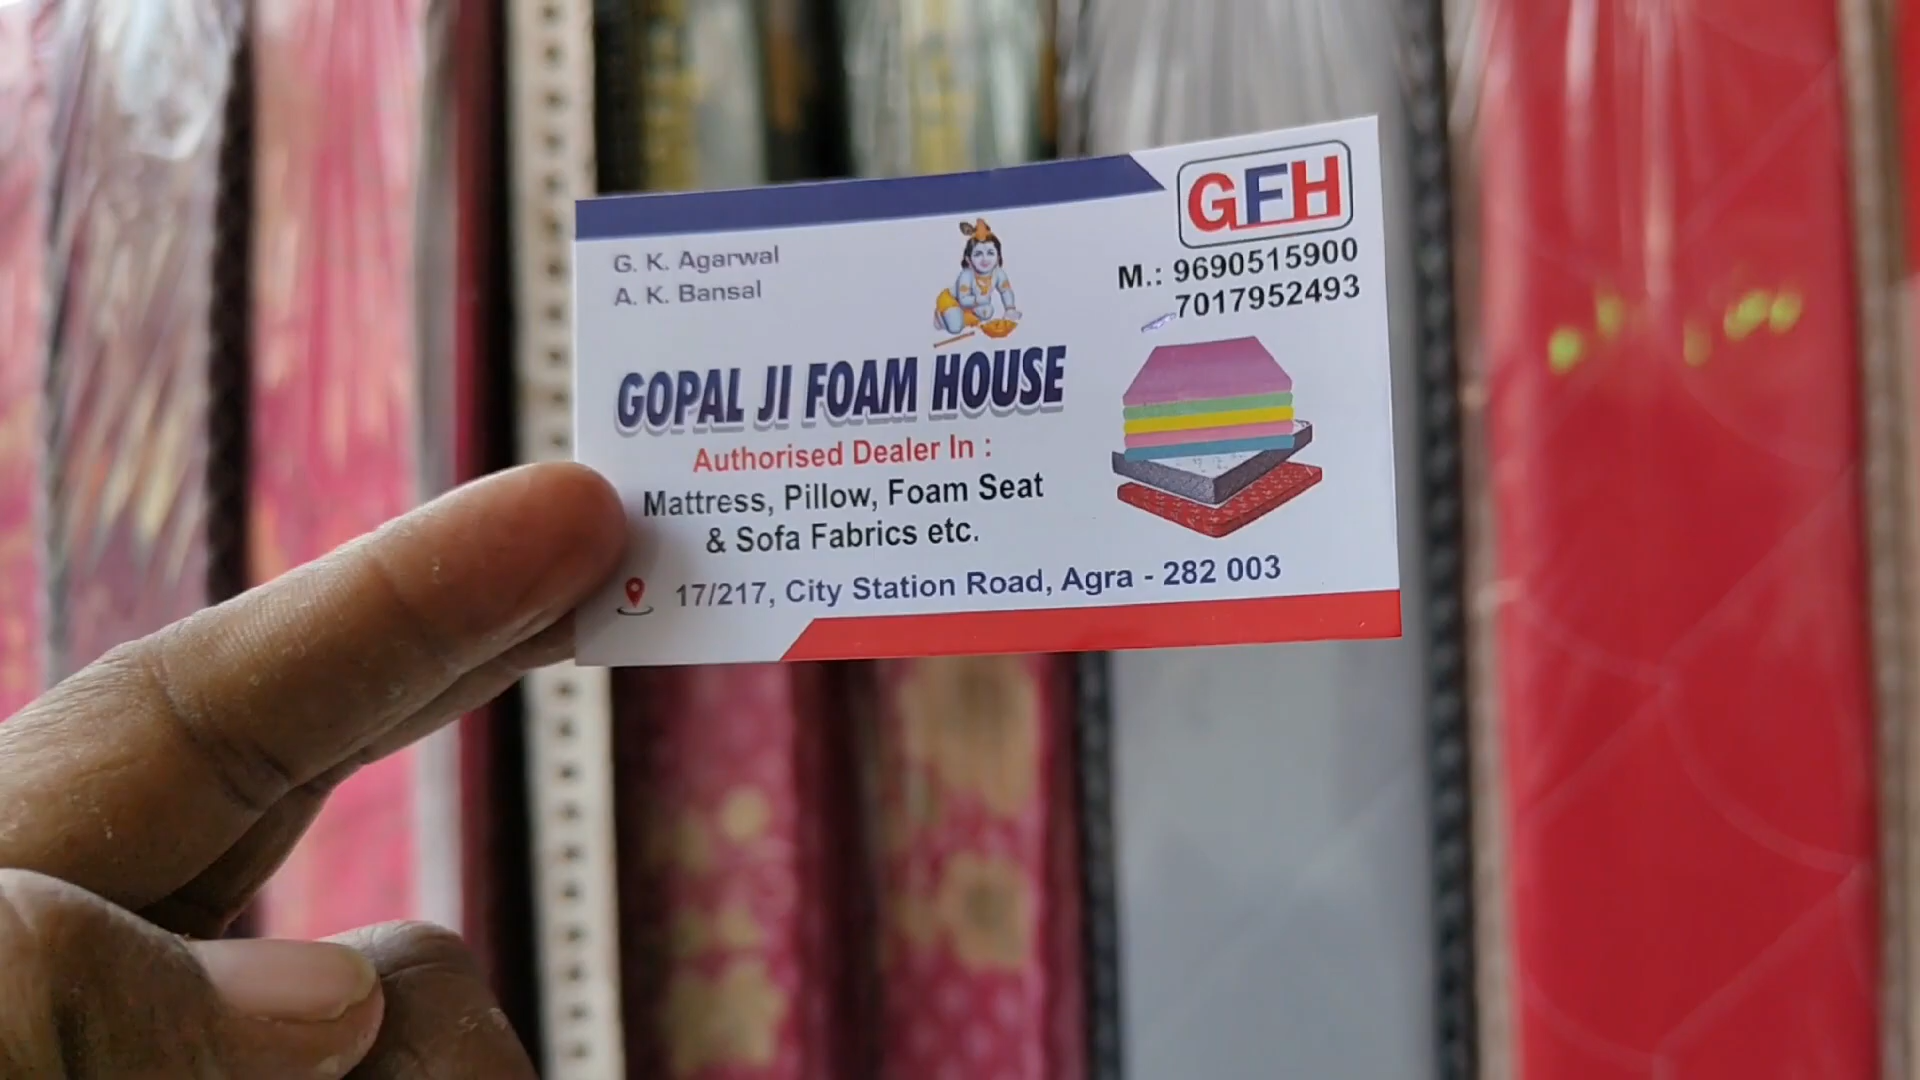 GFH
G. K. Agarwal
A. K. Bansal
M.: 9690515900
7017952493
GOPAL JI FOAM HOUSE
Authorised Dealer In :
Mattress, Pillow, Foam Seat
& Sofa Fabrics etc.
17/217, City Station Road, Agra - 282 003